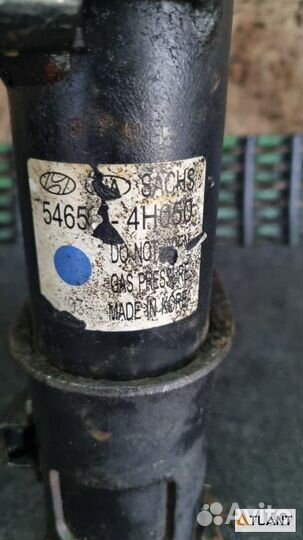 SACHS
5465 -4H050
DO NOT
GAS PRESSURE
MADE IN KOREA
Avito
ATLANT